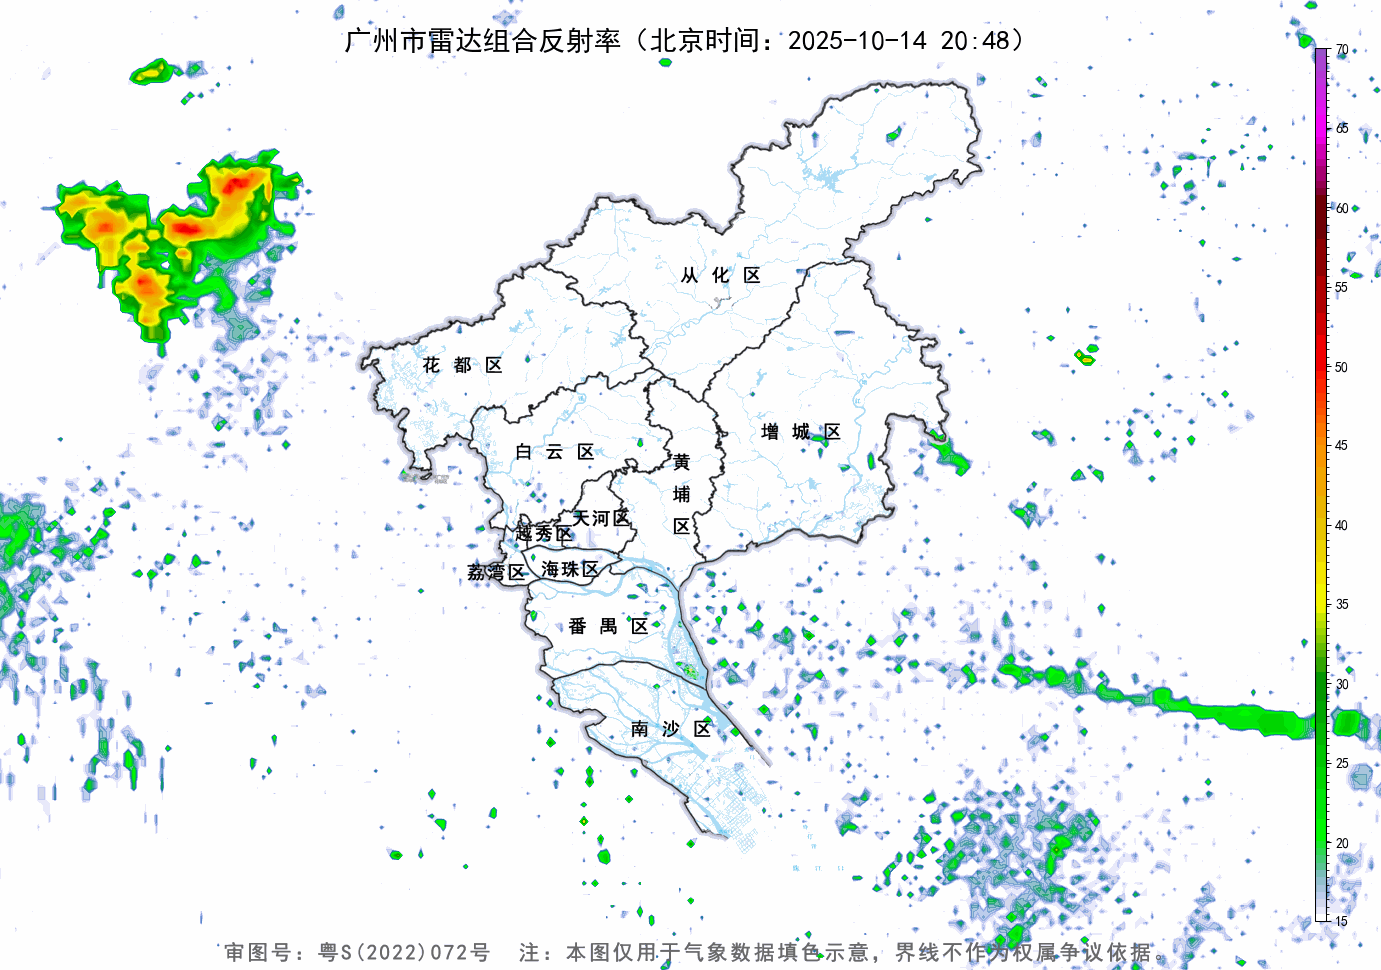 广州市雷达组合反射率（北京时间：2025-10-14 20:48）
70
65
60
55
50
45
40
35
30
25
20
15
从化区
花都区
增城区
白云区
黄埔区
天河区
越秀区
荔湾区
海珠区
番禺区
南沙区
审图号：粤S(2022)072号 注：本图仅用于气象数据填色示意，界线不作为权属争议依据。